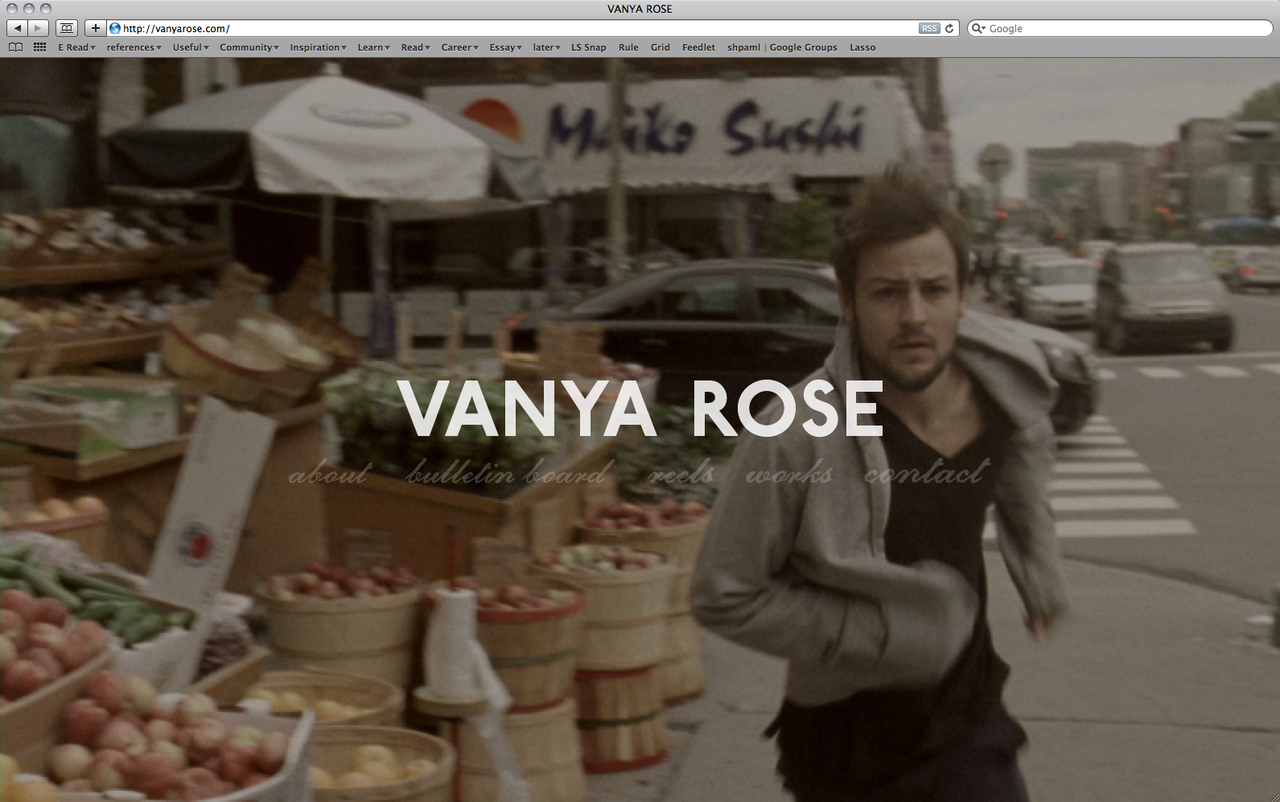 VANYA ROSE
http://vanyarose.com/ RSS Google
E Read references Useful Community Inspiration Learn Read Career Essay later LS Snap Rule Grid Feedlet shpaml | Google Groups Lasso
Maiko Sushi
VANYA ROSE
about bulletin board reels works contact